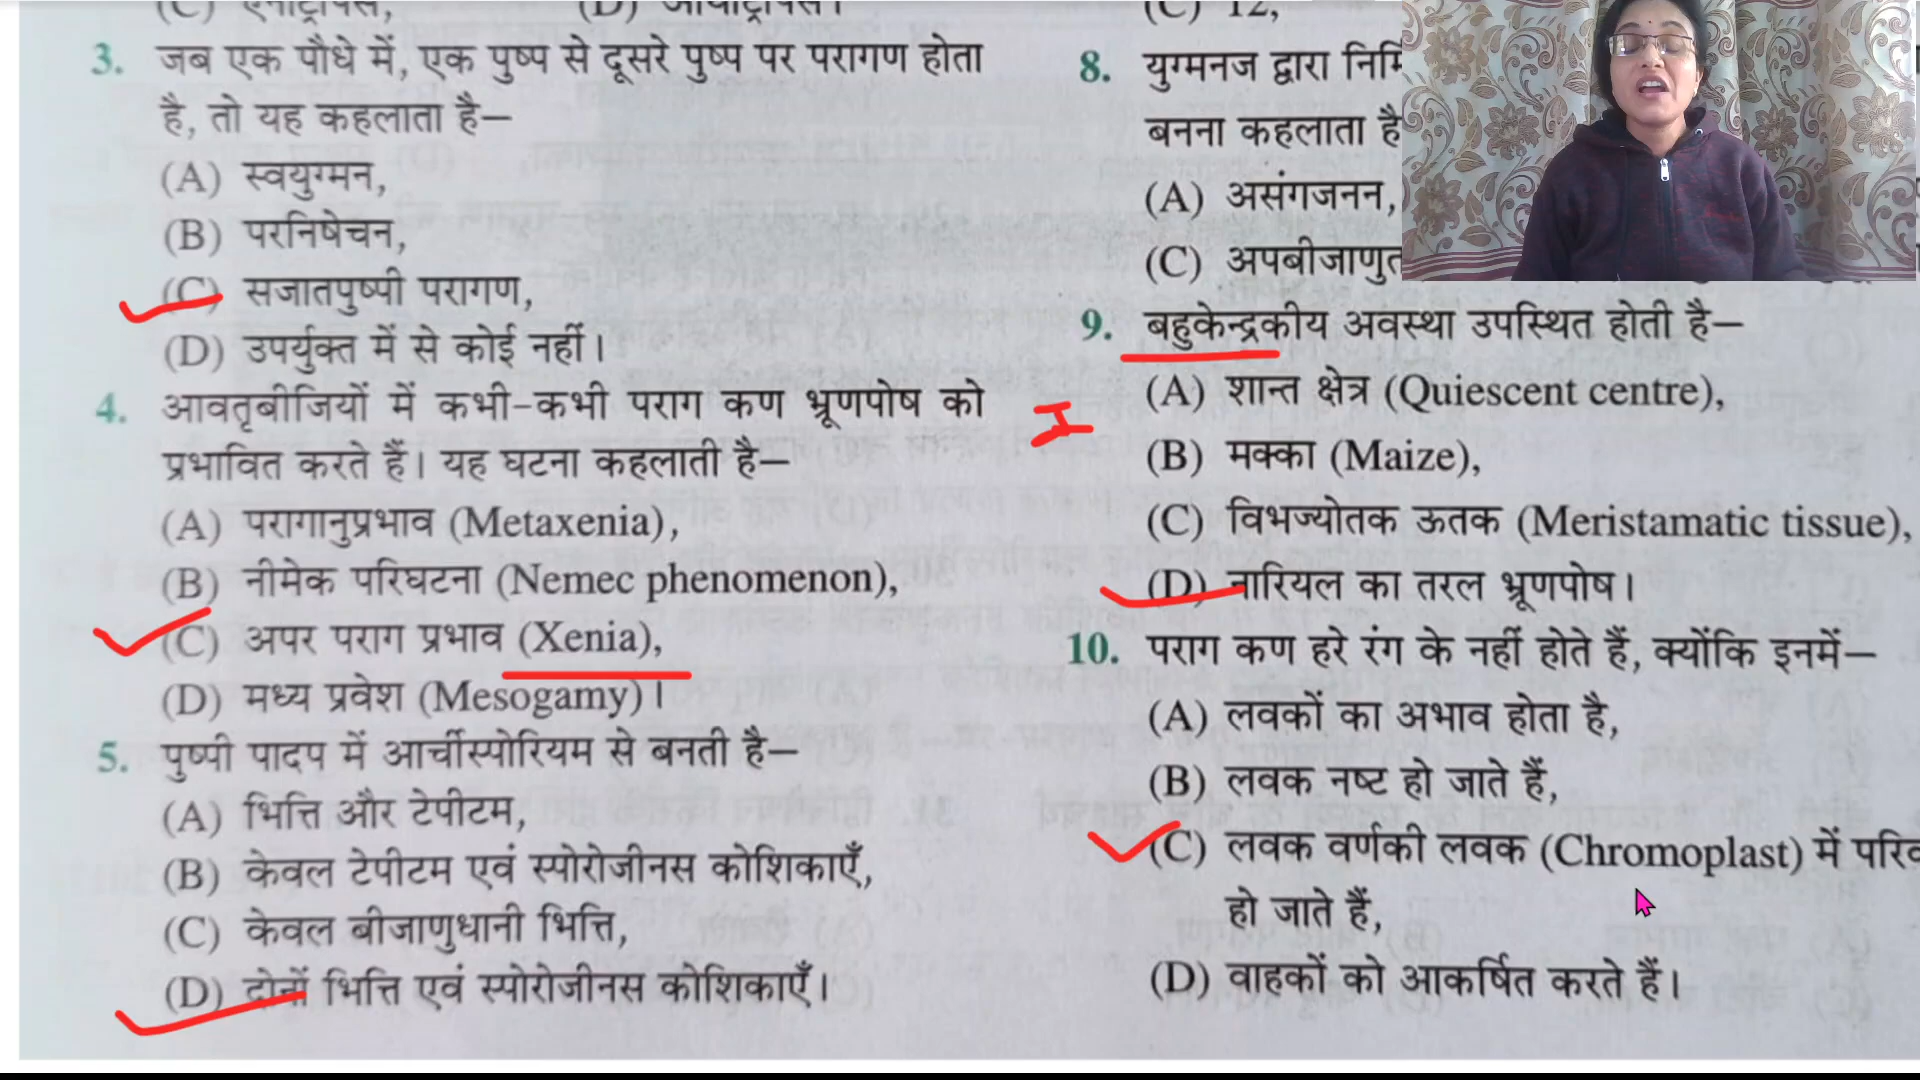 3. जब एक पौधे में, एक पुष्प से दूसरे पुष्प पर परागण होता
है, तो यह कहलाता है—
(A) स्वयुग्मन,
(B) परनिषेचन,
(C) सजातपुष्पी परागण,
(D) उपर्युक्त में से कोई नहीं।
4. आवतृबीजियों में कभी-कभी पराग कण भ्रूणपोष को
प्रभावित करते हैं। यह घटना कहलाती है—
(A) परागानुप्रभाव (Metaxenia),
(B) नीमेक परिघटना (Nemec phenomenon),
(C) अपर पराग प्रभाव (Xenia),
(D) मध्य प्रवेश (Mesogamy)।
5. पुष्पी पादप में आर्चीस्पोरियम से बनती है—
(A) भित्ति और टेपीटम,
(B) केवल टेपीटम एवं स्पोरोजीनस कोशिकाएँ,
(C) केवल बीजाणुधानी भित्ति,
(D) दोनों भित्ति एवं स्पोरोजीनस कोशिकाएँ।
(C) 12,
8. युग्मनज द्वारा
बनना कहलाता है
(A) असंगजनन,
(C)
9. बहुकेन्द्रकीय अवस्था उपस्थित होती है—
(A) शान्त क्षेत्र (Quiescent centre),
(B) मक्का (Maize),
(C) विभज्योतक ऊतक (Meristamatic tissue),
(D) नारियल का तरल भ्रूणपोष।
10. पराग कण हरे रंग के नहीं होते हैं, क्योंकि इनमें—
(A) लवकों का अभाव होता है,
(B) लवक नष्ट हो जाते हैं,
(C) लवक वर्णकी लवक (Chromoplast) में
हो जाते हैं,
(D) वाहकों को आकर्षित करते हैं।